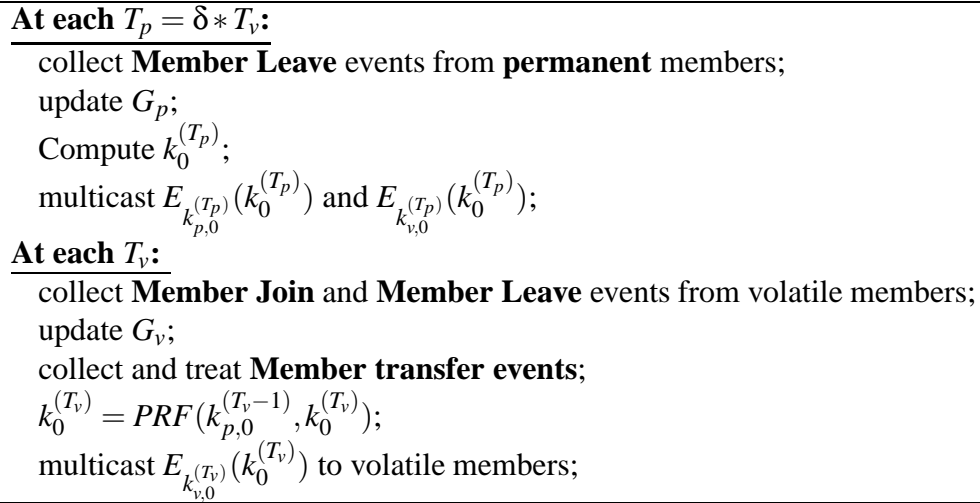 At each $T_p = \delta * T_v$:
collect Member Leave events from permanent members;
update $G_p$;
Compute $k_0^{(T_p)}$;
multicast $E_{k_{p,0}^{(T_p)}}(k_0^{(T_p)})$ and $E_{k_{v,0}^{(T_p)}}(k_0^{(T_p)})$;
At each $T_v$:
collect Member Join and Member Leave events from volatile members;
update $G_v$;
collect and treat Member transfer events;
$k_0^{(T_v)} = PRF(k_{p,0}^{(T_v-1)}, k_0^{(T_v)})$;
multicast $E_{k_{v,0}^{(T_v)}}(k_0^{(T_v)})$ to volatile members;